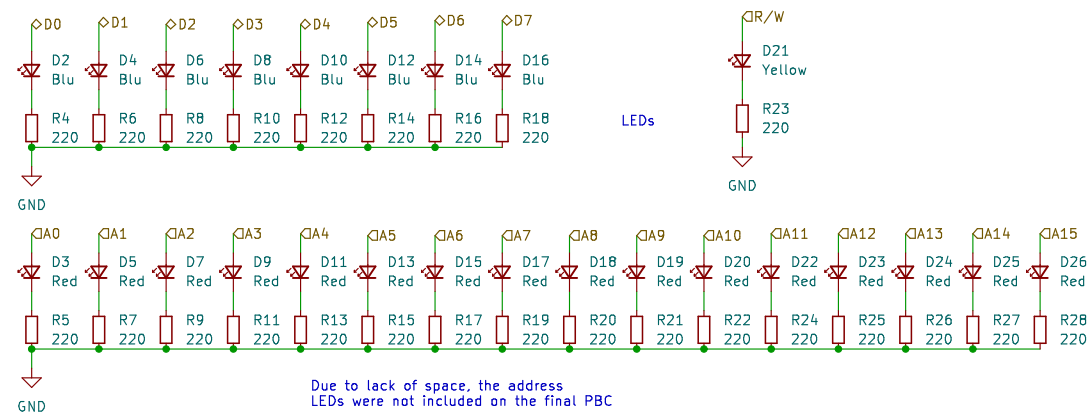 D0 D1 D2 D3 D4 D5 D6 D7 R/W
D2 D4 D6 D8 D10 D12 D14 D16 D21
Blu Blu Blu Blu Blu Blu Blu Blu Yellow
R4 R6 R8 R10 R12 R14 R16 R18 LEDs R23
220 220 220 220 220 220 220 220 220
GND GND
A0 A1 A2 A3 A4 A5 A6 A7 A8 A9 A10 A11 A12 A13 A14 A15
D3 D5 D7 D9 D11 D13 D15 D17 D18 D19 D20 D22 D23 D24 D25 D26
Red Red Red Red Red Red Red Red Red Red Red Red Red Red Red Red
R5 R7 R9 R11 R13 R15 R17 R19 R20 R21 R22 R24 R25 R26 R27 R28
220 220 220 220 220 220 220 220 220 220 220 220 220 220 220 220
Due to lack of space, the address
LEDs were not included on the final PBC
GND